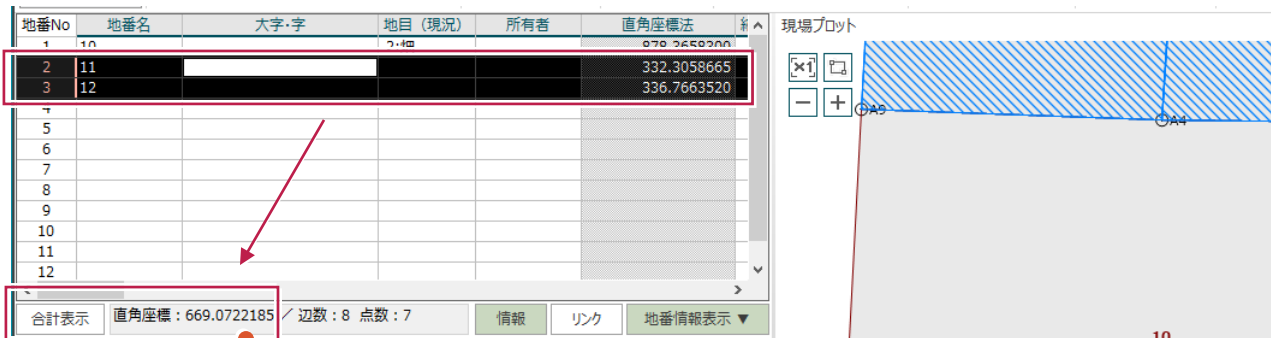 地番No 地番名 大字・字 地目（現況） 所有者 直角座標法
現場プロット
1 10 2:畑 878.3658300
2 11 332.3058665
3 12 336.7663520
4
5
6
7
8
9
10
11
12
A9
A4
合計表示 直角座標：669.0722185 ／ 辺数：8 点数：7 情報 リンク 地番情報表示 ▼
10